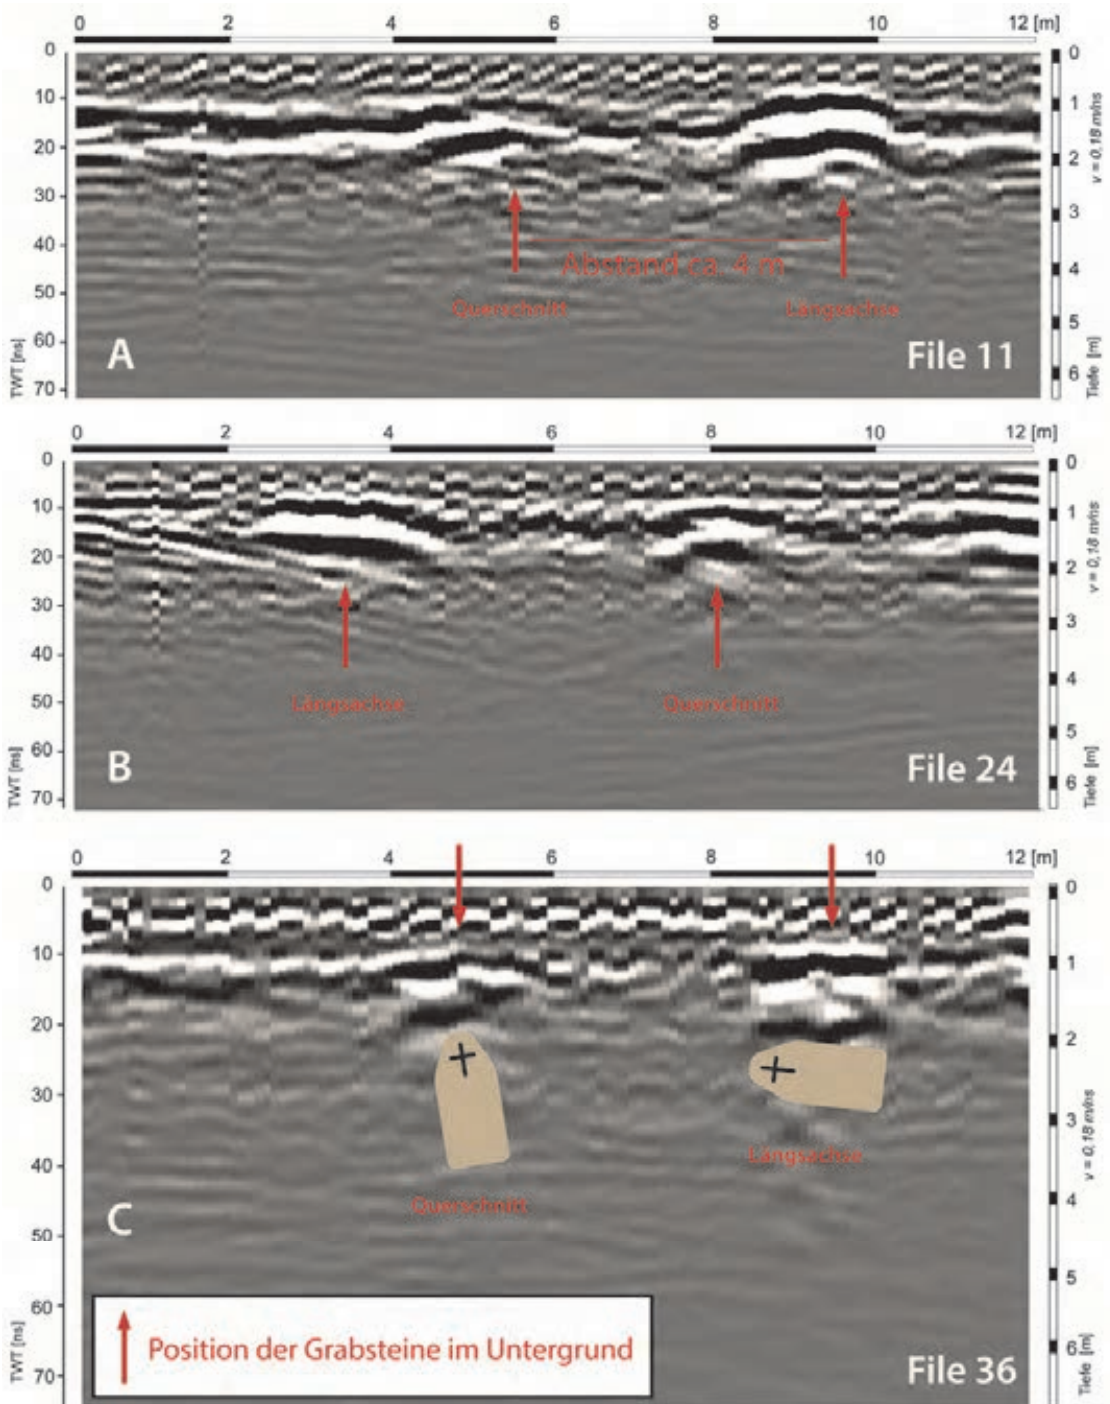 0 2 4 6 8 10 12 [m]
0 0
10 1
20 2
30 3
40 4
50 5
60 6
70
v = 0,18 m/ns
Abstand ca. 4 m
Querschnitt Längsachse
TWT [ns] A File 11 Tiefe [m]
0 2 4 6 8 10 12 [m]
0 0
10 1
20 2
30 3
40 4
50 5
60 6
70
v = 0,18 m/ns
Längsachse Querschnitt
TWT [ns] B File 24 Tiefe [m]
0 2 4 6 8 10 12 [m]
0 0
10 1
20 2
30 3
40 4
50 5
60 6
70
v = 0,18 m/ns
Längsachse
Querschnitt
C
Position der Grabsteine im Untergrund
TWT [ns] File 36 Tiefe [m]